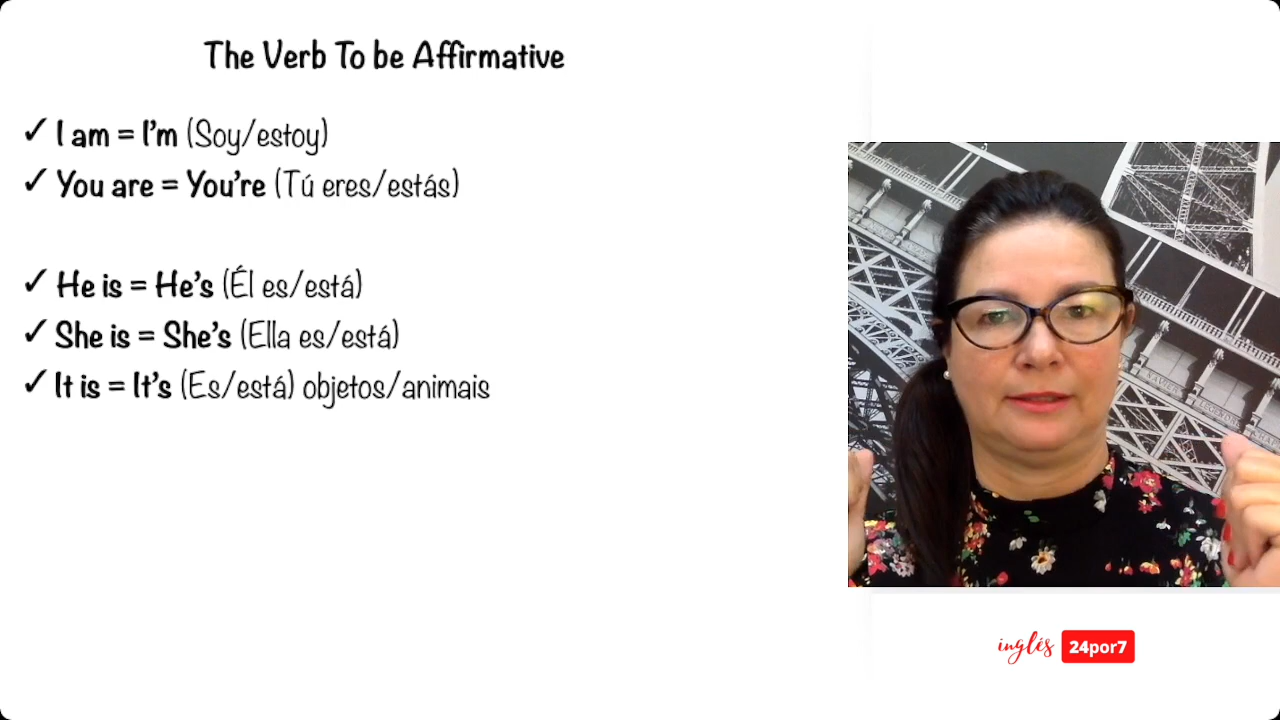 The Verb To be Affirmative
✓ I am = I'm (Soy/estoy)
✓ You are = You're (Tú eres/estás)
✓ He is = He's (Él es/está)
✓ She is = She's (Ella es/está)
✓ It is = It's (Es/está) objetos/animais
inglés 24por7